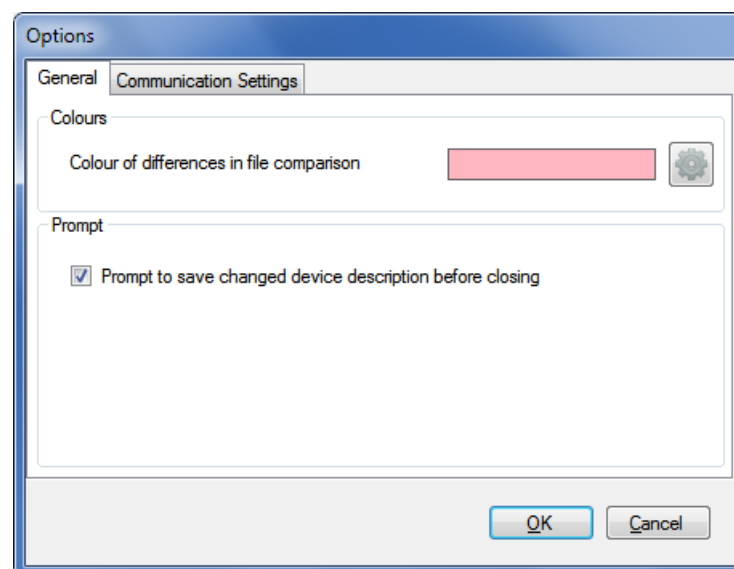 Options
General Communication Settings
Colours
Colour of differences in file comparison
Prompt
Prompt to save changed device description before closing
OK Cancel